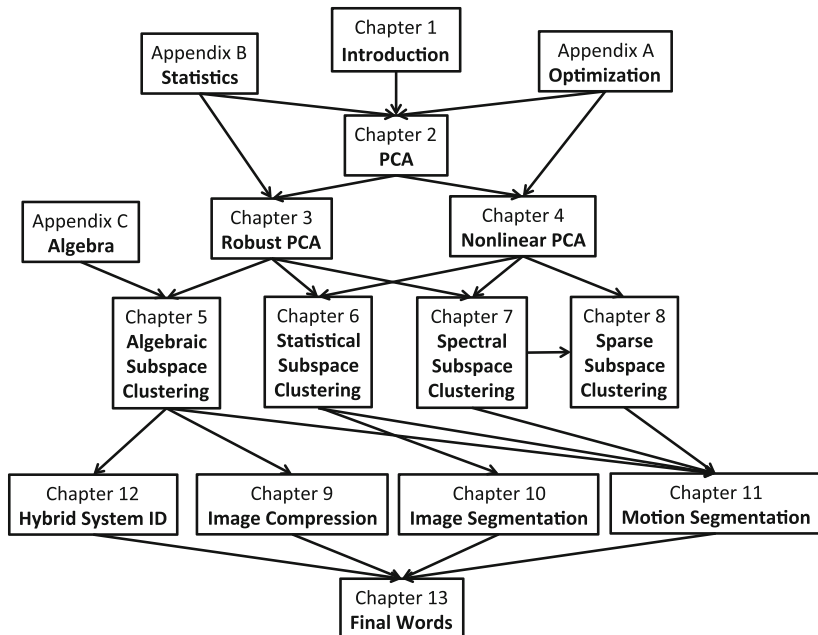 Appendix B
Statistics
Chapter 1
Introduction
Appendix A
Optimization
Chapter 2
PCA
Appendix C
Algebra
Chapter 3
Robust PCA
Chapter 4
Nonlinear PCA
Chapter 5
Algebraic
Subspace
Clustering
Chapter 6
Statistical
Subspace
Clustering
Chapter 7
Spectral
Subspace
Clustering
Chapter 8
Sparse
Subspace
Clustering
Chapter 12
Hybrid System ID
Chapter 9
Image Compression
Chapter 10
Image Segmentation
Chapter 11
Motion Segmentation
Chapter 13
Final Words